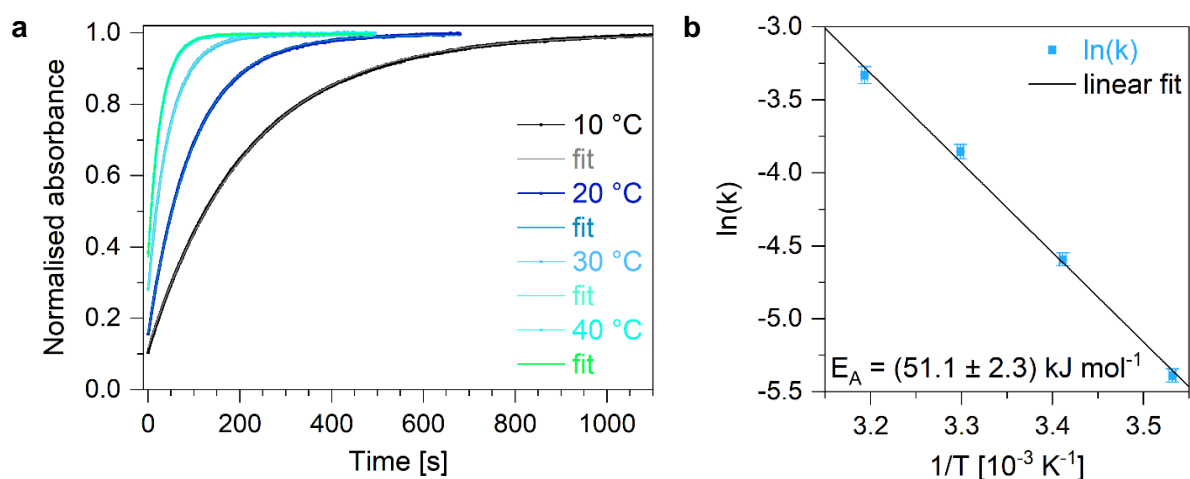 a
Normalised absorbance
1.0
0.8
0.6
0.4
0.2
0.0
10 °C
fit
20 °C
fit
30 °C
fit
40 °C
fit
0 200 400 600 800 1000
Time [s]
b
ln(k)
-3.0
-3.5
-4.0
-4.5
-5.0
-5.5
ln(k)
linear fit
E_A = (51.1 ± 2.3) kJ mol⁻¹
3.2 3.3 3.4 3.5
1/T [10⁻³ K⁻¹]